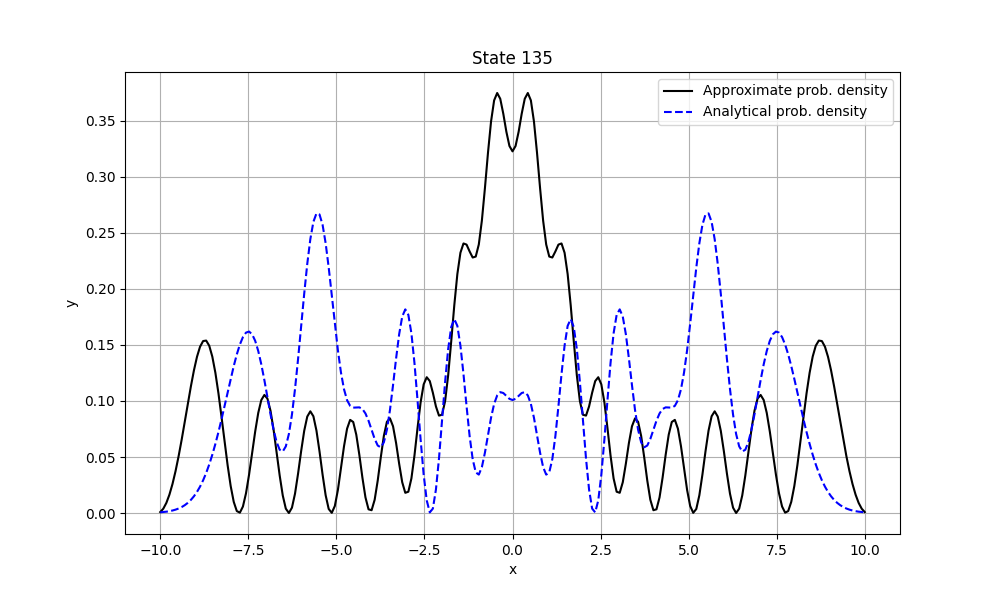 State 135
Approximate prob. density
Analytical prob. density
0.35
0.30
0.25
0.20
0.15
0.10
0.05
0.00
y
−10.0 −7.5 −5.0 −2.5 0.0 2.5 5.0 7.5 10.0
x